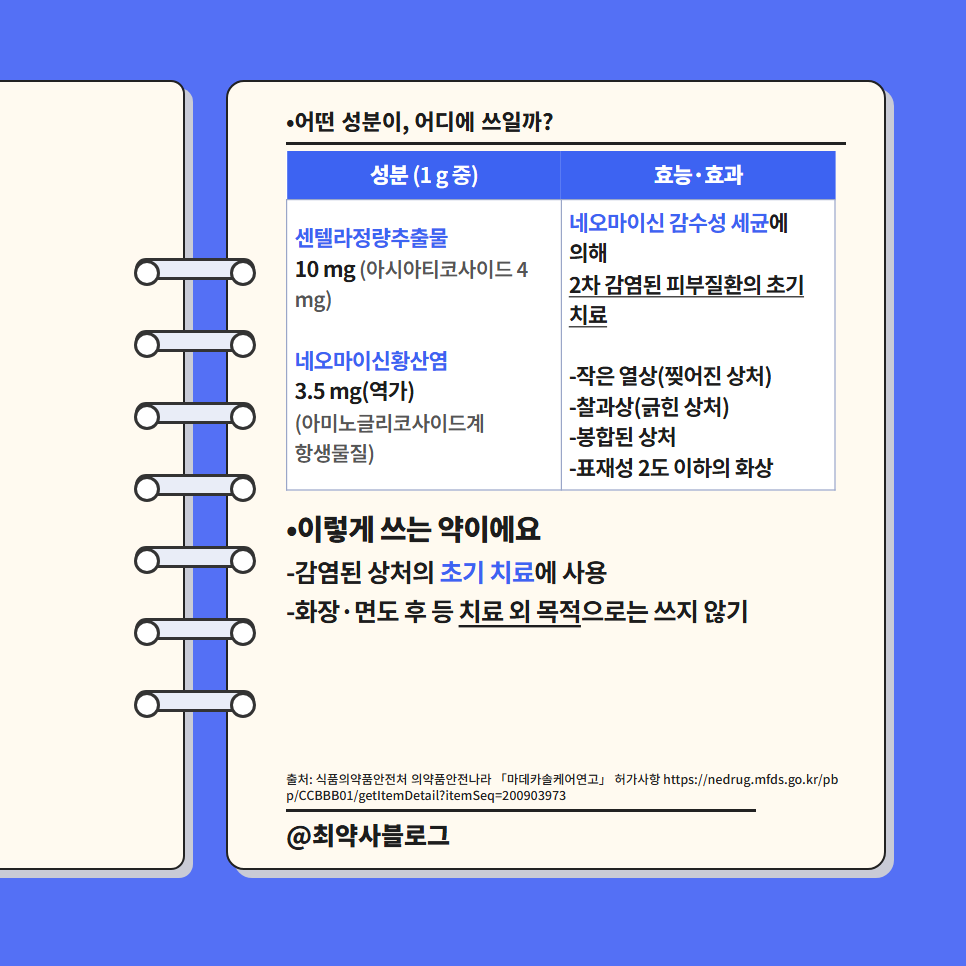 •어떤 성분이, 어디에 쓰일까?
성분 (1 g 중)
효능·효과
센텔라정량추출물
10 mg (아시아티코사이드 4
mg)
네오마이신황산염
3.5 mg(역가)
(아미노글리코사이드계
항생물질)
네오마이신 감수성 세균에
의해
2차 감염된 피부질환의 초기
치료
-작은 열상(찢어진 상처)
-찰과상(긁힌 상처)
-봉합된 상처
-표재성 2도 이하의 화상
•이렇게 쓰는 약이에요
-감염된 상처의 초기 치료에 사용
-화장·면도 후 등 치료 외 목적으로는 쓰지 않기
출처: 식품의약품안전처 의약품안전나라 「마데카솔케어연고」 허가사항 https://nedrug.mfds.go.kr/pb
p/CCBBB01/getItemDetail?itemSeq=200903973
@최약사블로그